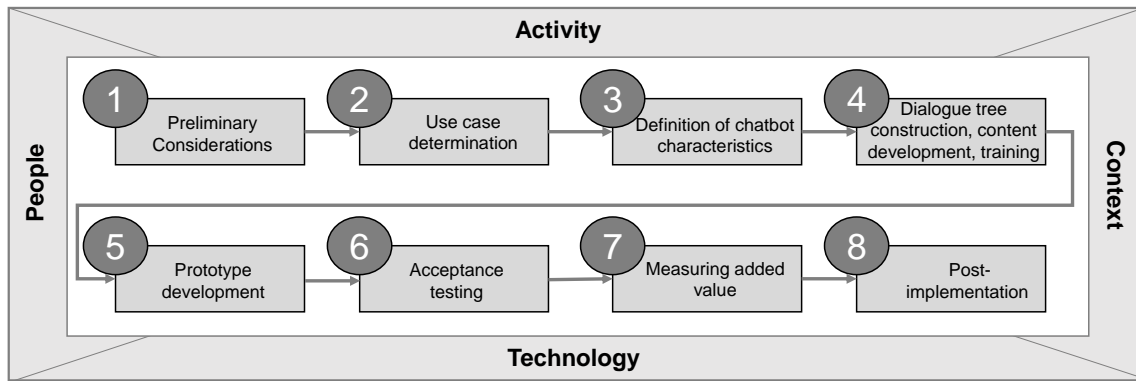 Activity
People
1
Preliminary
Considerations
2
Use case
determination
3
Definition of chatbot
characteristics
4
Dialogue tree
construction, content
development, training
Context
5
Prototype
development
6
Acceptance
testing
7
Measuring added
value
8
Post-
implementation
Technology